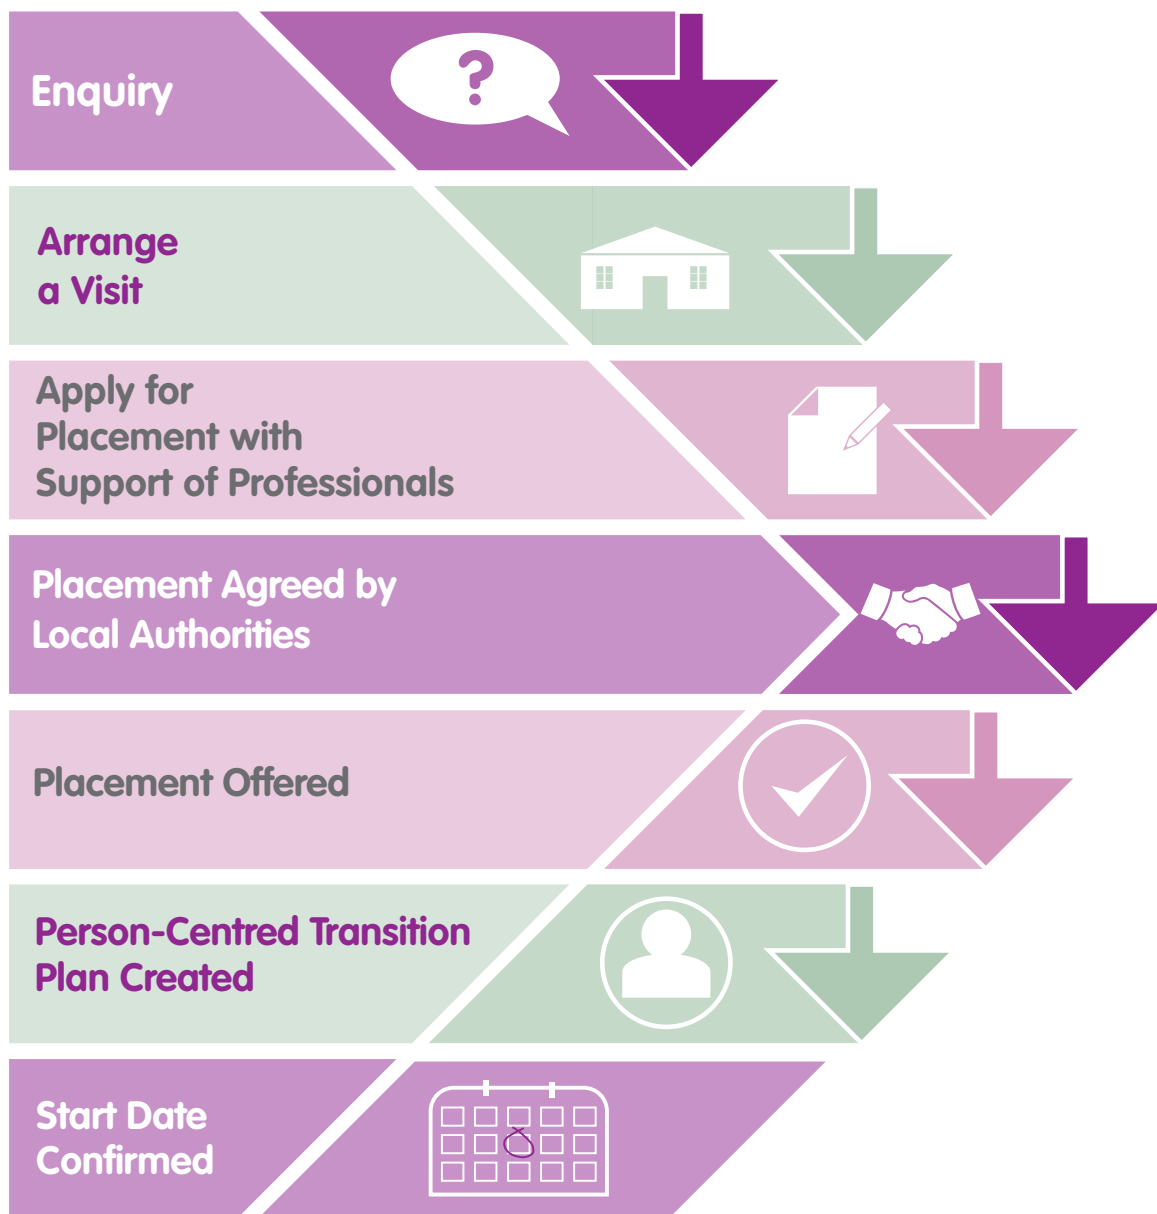 Enquiry
?
Arrange
a Visit
Apply for
Placement with
Support of Professionals
Placement Agreed by
Local Authorities
Placement Offered
Person-Centred Transition
Plan Created
Start Date
Confirmed